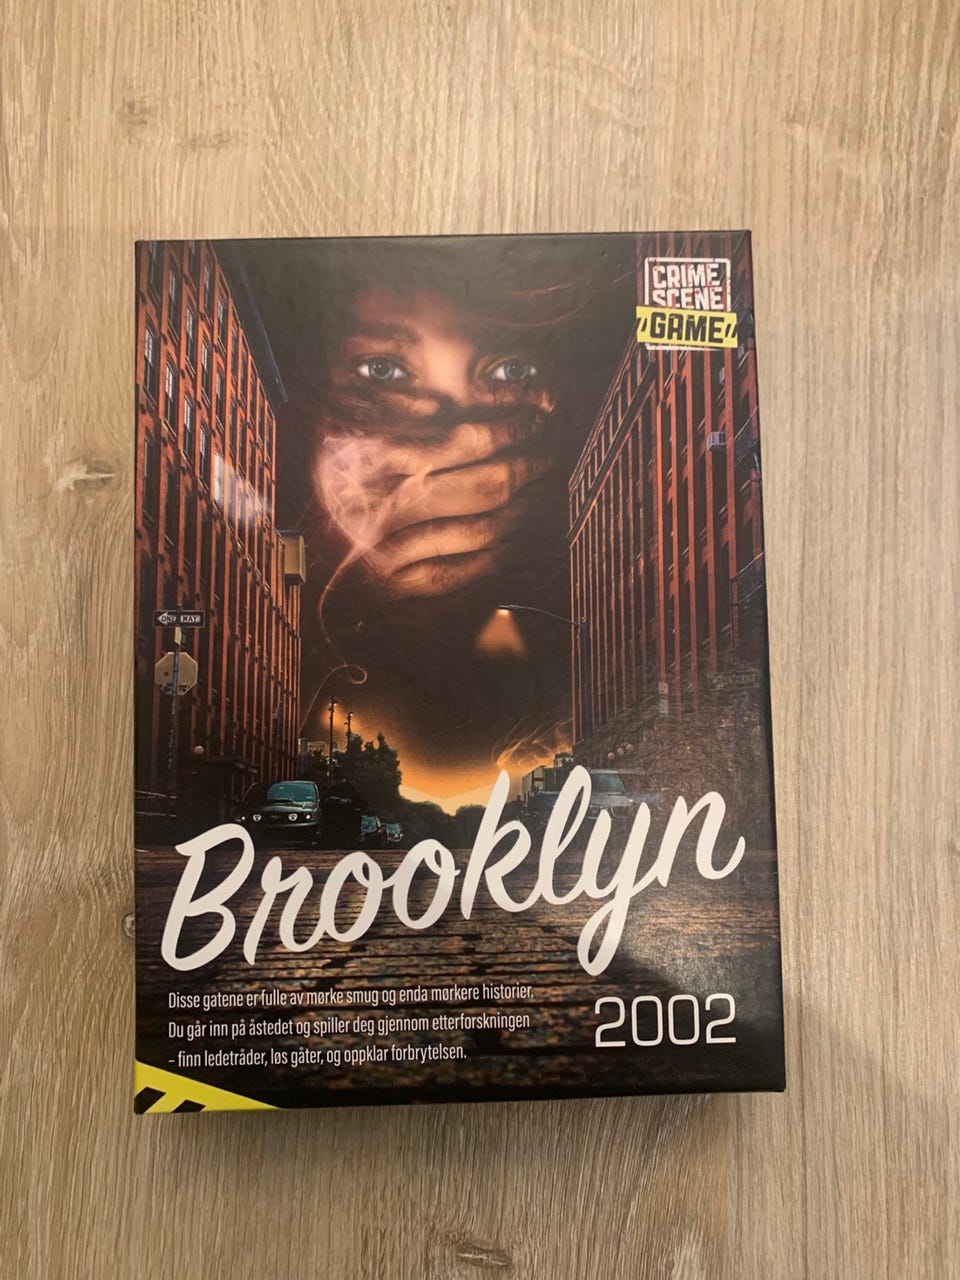 CRIME
SCENE
GAME
ONE WAY
Brooklyn
2002
Disse gatene er fulle av mørke smug og enda mørkere historier.
Du går inn på åstedet og spiller deg gjennom etterforskningen
– finn ledetråder, løs gåter, og oppklar forbrytelsen.